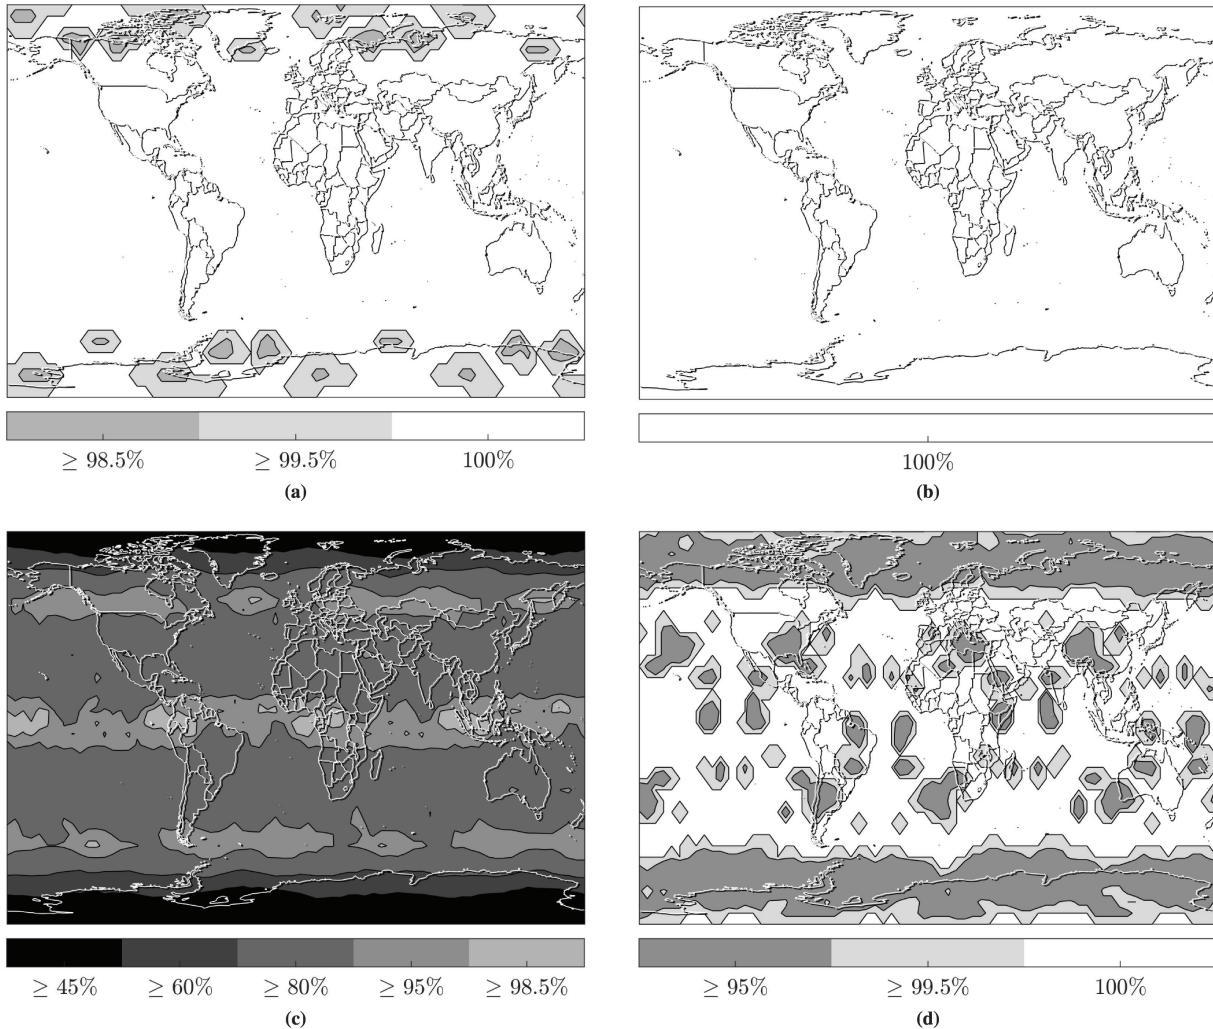 ≥ 98.5% ≥ 99.5% 100%
(a)
100%
(b)
≥ 45% ≥ 60% ≥ 80% ≥ 95% ≥ 98.5%
(c)
≥ 95% ≥ 99.5% 100%
(d)